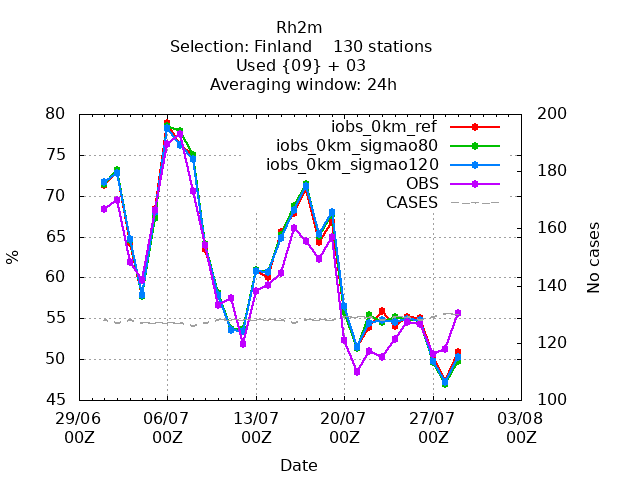 Rh2m
Selection: Finland 130 stations
Used {09} + 03
Averaging window: 24h
80
75
70
65
60
55
50
45
%
200
180
160
140
120
100
No cases
iobs_0km_ref
iobs_0km_sigmao80
iobs_0km_sigmao120
OBS
CASES
29/06 06/07 13/07 20/07 27/07 03/08
00Z 00Z 00Z 00Z 00Z 00Z
Date